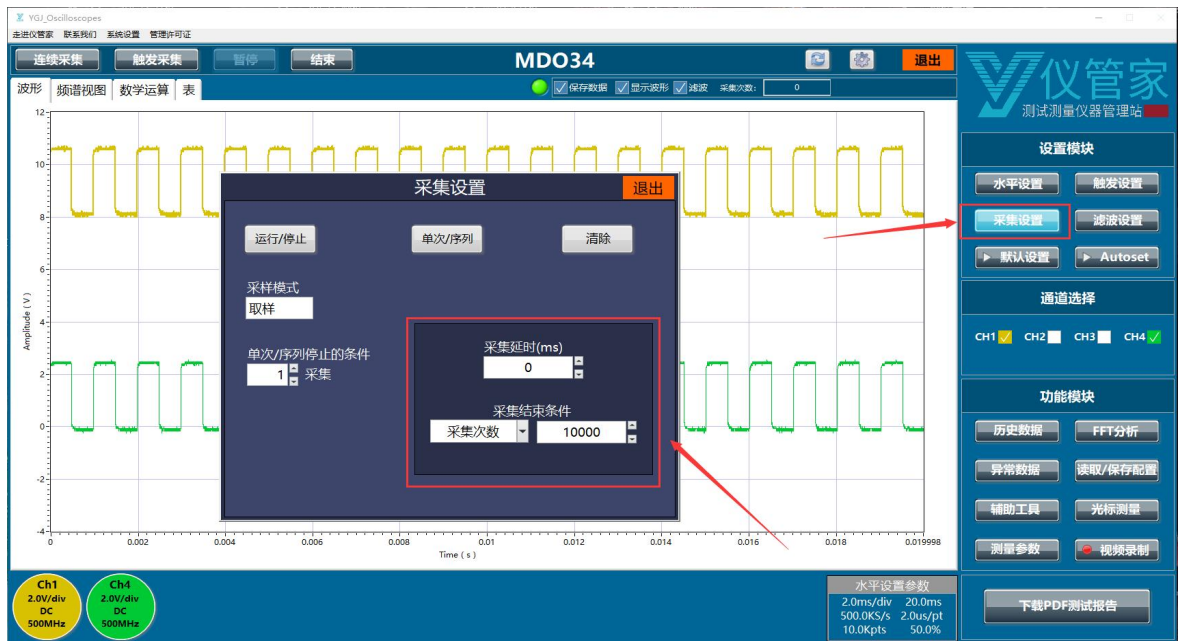 YGJ_Oscilloscopes
走进仪管家 联系我们 系统设置 管理许可证
连续采集 触发采集 暂停 结束 MDO34 退出
波形 频谱视图 数学运算 表 保存数据 显示波形 滤波 采集次数: 0
仪管家
测试测量仪器管理站
设置模块
水平设置 触发设置
采集设置 滤波设置
默认设置 Autoset
通道选择
CH1 CH2 CH3 CH4
功能模块
历史数据 FFT分析
异常数据 读取/保存配置
辅助工具 光标测量
测量参数 视频录制
下载PDF测试报告
采集设置 退出
运行/停止 单次/序列 清除
采样模式
取样
单次/序列停止的条件
1 采集
采集延时(ms)
0
采集结束条件
采集次数 10000
Amplitude ( V )
12
10
8
6
4
2
0
-2
-4
0 0.002 0.004 0.006 0.008 0.01 0.012 0.014 0.016 0.018 0.019998
Time ( s )
Ch1
2.0V/div
DC
500MHz
Ch4
2.0V/div
DC
500MHz
水平设置参数
2.0ms/div 20.0ms
500.0KS/s 2.0us/pt
10.0Kpts 50.0%